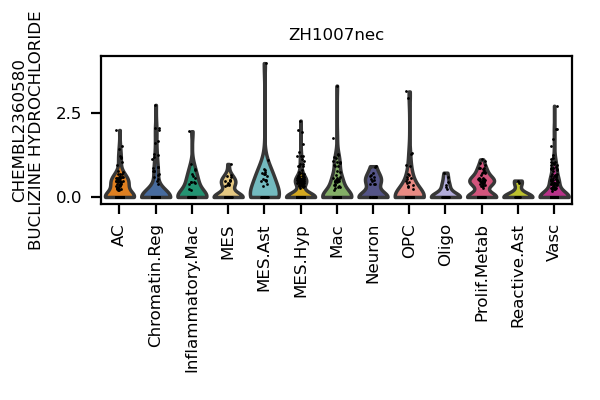 ZH1007nec
CHEMBL2360580
BUCLIZINE HYDROCHLORIDE
2.5
0.0
AC
Chromatin.Reg
Inflammatory.Mac
MES
MES.Ast
MES.Hyp
Mac
Neuron
OPC
Oligo
Prolif.Metab
Reactive.Ast
Vasc